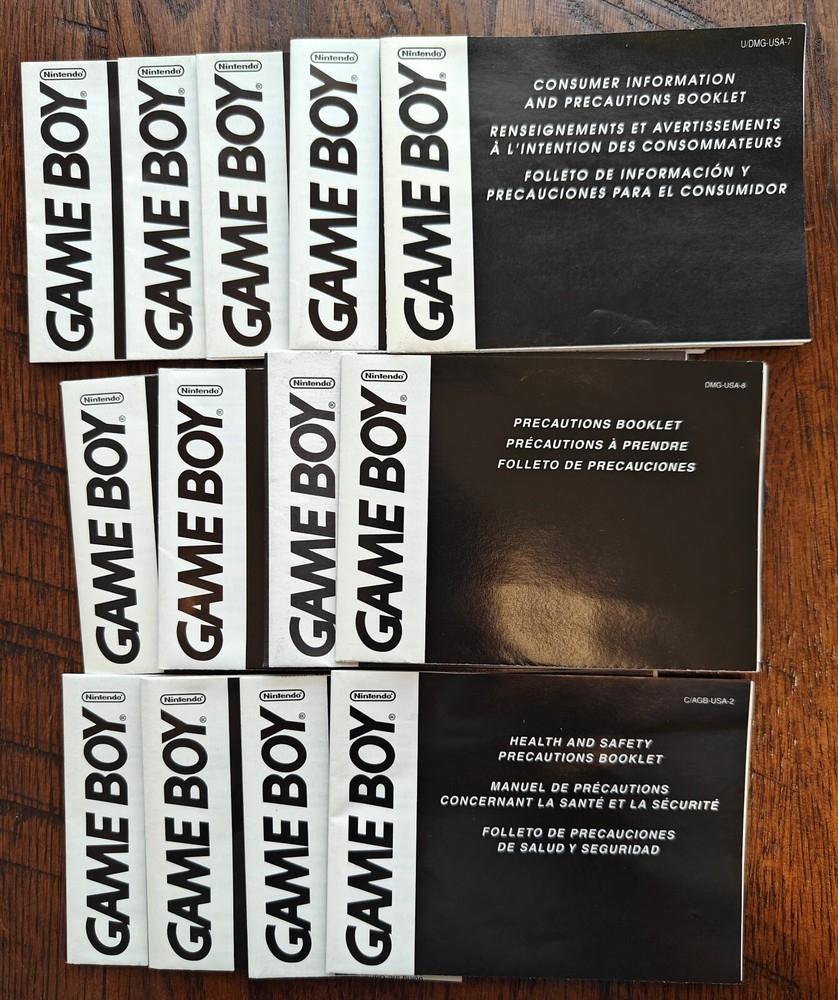 Nintendo®
GAME BOY®
Nintendo®
GAME BOY®
Nintendo®
GAME BOY®
Nintendo®
GAME BOY®
Nintendo®
GAME BOY®
U/DMG-USA-7
CONSUMER INFORMATION
AND PRECAUTIONS BOOKLET
RENSEIGNEMENTS ET AVERTISSEMENTS
À L'INTENTION DES CONSOMMATEURS
FOLLETO DE INFORMACIÓN Y
PRECAUCIONES PARA EL CONSUMIDOR
Nintendo®
GAME BOY®
Nintendo®
GAME BOY®
Nintendo®
GAME BOY®
Nintendo®
GAME BOY®
DMG-USA-8
PRECAUTIONS BOOKLET
PRÉCAUTIONS À PRENDRE
FOLLETO DE PRECAUCIONES
Nintendo®
GAME BOY®
Nintendo®
GAME BOY®
Nintendo®
GAME BOY®
Nintendo®
GAME BOY®
C/AGB-USA-2
HEALTH AND SAFETY
PRECAUTIONS BOOKLET
MANUEL DE PRÉCAUTIONS
CONCERNANT LA SANTÉ ET LA SÉCURITÉ
FOLLETO DE PRECAUCIONES
DE SALUD Y SEGURIDAD